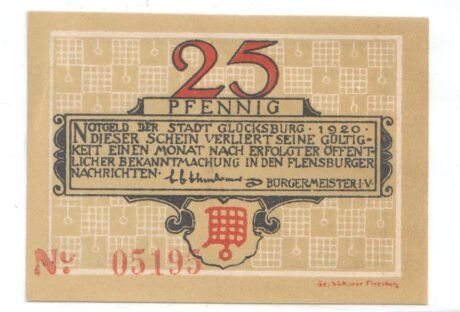 25
PFENNIG
NOTGELD DER STADT GLÜCKSBURG · 1920 ·
DIESER SCHEIN VERLIERT SEINE GÜLTIG-
KEIT EINEN MONAT NACH ERFOLGTER ÖFFENT-
LICHER BEKANNTMACHUNG IN DEN FLENSBURGER
NACHRICHTEN · BÜRGERMEISTER I·V·
No 05195